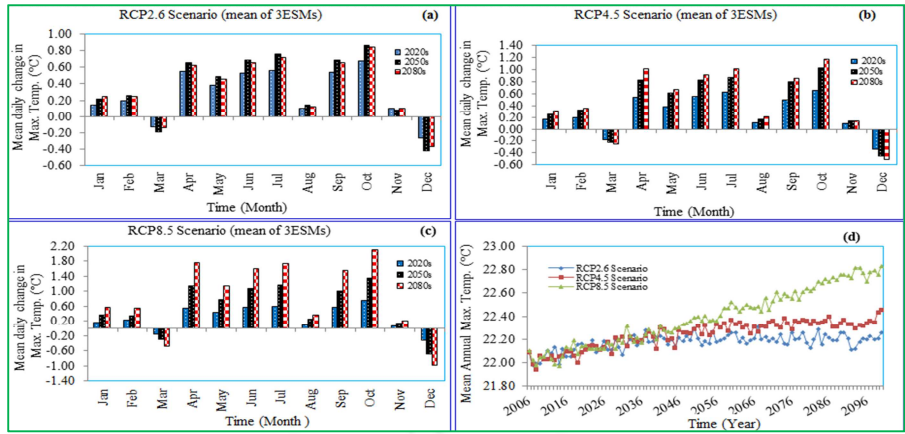 RCP2.6 Scenario (mean of 3ESMs) (a)
Mean daily change in
Max. Temp. (°C)
1.00
0.80
0.60
0.40
0.20
0.00
-0.20
-0.40
-0.60
2020s
2050s
2080s
Jan Feb Mar Apr May Jun Jul Aug Sep Oct Nov Dec
Time (Month)
RCP4.5 Scenario (mean of 3ESMs) (b)
Mean daily change in
Max. Temp. (°C)
1.40
1.20
1.00
0.80
0.60
0.40
0.20
0.00
-0.20
-0.40
-0.60
2020s
2050s
2080s
Jan Feb Mar Apr May Jun Jul Aug Sep Oct Nov Dec
Time (Month)
RCP8.5 Scenario (mean of 3ESMs) (c)
Mean daily change in
Max. Temp. (°C)
2.20
1.80
1.40
1.00
0.60
0.20
-0.20
-0.60
-1.00
-1.40
2020s
2050s
2080s
Jan Feb Mar Apr May Jun Jul Aug Sep Oct Nov Dec
Time (Month )
(d)
Mean Annual Max. Temp. (°C)
23.00
22.80
22.60
22.40
22.20
22.00
21.80
RCP2.6 Scenario
RCP4.5 Scenario
RCP8.5 Scenario
2006 2016 2026 2036 2046 2056 2066 2076 2086 2096
Time (Year)